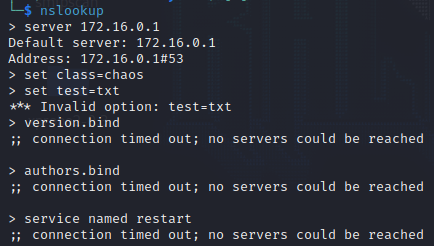 └─$ nslookup
> server 172.16.0.1
Default server: 172.16.0.1
Address: 172.16.0.1#53
> set class=chaos
> set test=txt
*** Invalid option: test=txt
> version.bind
;; connection timed out; no servers could be reached
> authors.bind
;; connection timed out; no servers could be reached
> service named restart
;; connection timed out; no servers could be reached